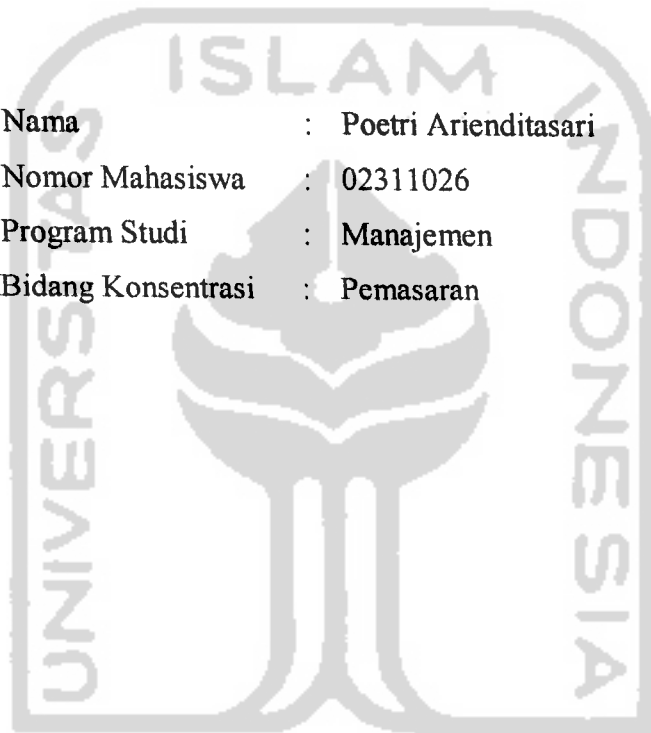 UNIVERSITAS ISLAM INDONESIA
Nama : Poetri Arienditasari
Nomor Mahasiswa : 02311026
Program Studi : Manajemen
Bidang Konsentrasi : Pemasaran